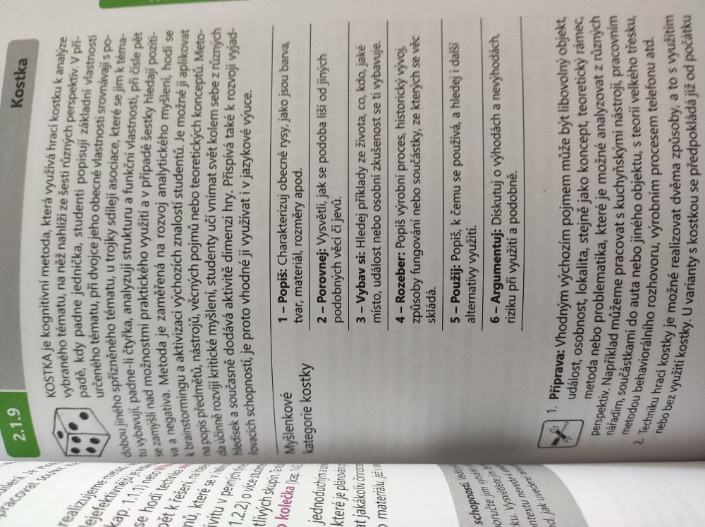 2.1.9
Kostka
KOSTKA je kognitivní metoda, která využívá hrací kostku k analýze
vybraného tématu, na něž nahlíží ze šesti různých perspektiv. V pří-
padě, kdy padne jednička, studenti popisují základní vlastnosti
určeného tématu, při dvojce jeho obecné vlastnosti srovnávají s po-
dobou jiného spřízněného tématu, u trojky sdílejí asociace, které se jim k téma-
tu vybavují, padne-li čtyřka, analyzují strukturu a funkční vlastnosti, při čísle pět
se zamýšlí nad možnostmi praktického využití a v případě šestky hledají pozitiva
va a negativa. Metoda je zaměřená na rozvoj analytického myšlení, hodí se
k brainstormingu a aktivizaci výchozích znalostí studentů. Je možné ji aplikovat
na popis předmětů, nástrojů, věcných pojmů nebo teoretických konceptů. Meto-
da účinně rozvíjí kritické myšlení, studenty učí vnímat svět kolem sebe z různých
hledisek a současně dodává aktivitě dimenzi hry. Přispívá také k rozvoji vyjad-
řovacích schopností, je proto vhodné ji využívat i v jazykové výuce.
Myšlenkové
kategorie kostky
1 – Popiš: Charakterizuj obecné rysy, jako jsou barva,
tvar, materiál, rozměry apod.
2 – Porovnej: Vysvětli, jak se podobá liší od jiných
podobných věcí či jevů.
3 – Vybav si: Hledej příklady ze života, co, kdo, jaké
místo, událost nebo osobní zkušenost se ti vybavuje.
4 – Rozeber: Popiš výrobní proces, historický vývoj,
způsoby fungování nebo součástky, ze kterých se věc
skládá.
5 – Použij: Popiš, k čemu se používá, a hledej i další
alternativy využití.
6 – Argumentuj: Diskutuj o výhodách a nevýhodách,
riziku při využití a podobně.
1. Příprava: Vhodným výchozím pojmem může být libovolný objekt,
událost, osobnost, lokalita, stejně jako koncept, teoretický rámec,
metoda nebo problematika, které je možné analyzovat z různých
perspektiv. Například můžeme pracovat s kuchyňskými nástroji, pracovním
nářadím, součástkami do auta nebo jiného objektu, s teorií velkého třesku,
metodou behaviorálního rozhovoru, výrobním procesem telefonu atd.
2. Techniku hrací kostky je možné realizovat dvěma způsoby, a to s využitím
nebo bez využití kostky. U varianty s kostkou se předpokládá již od počátku